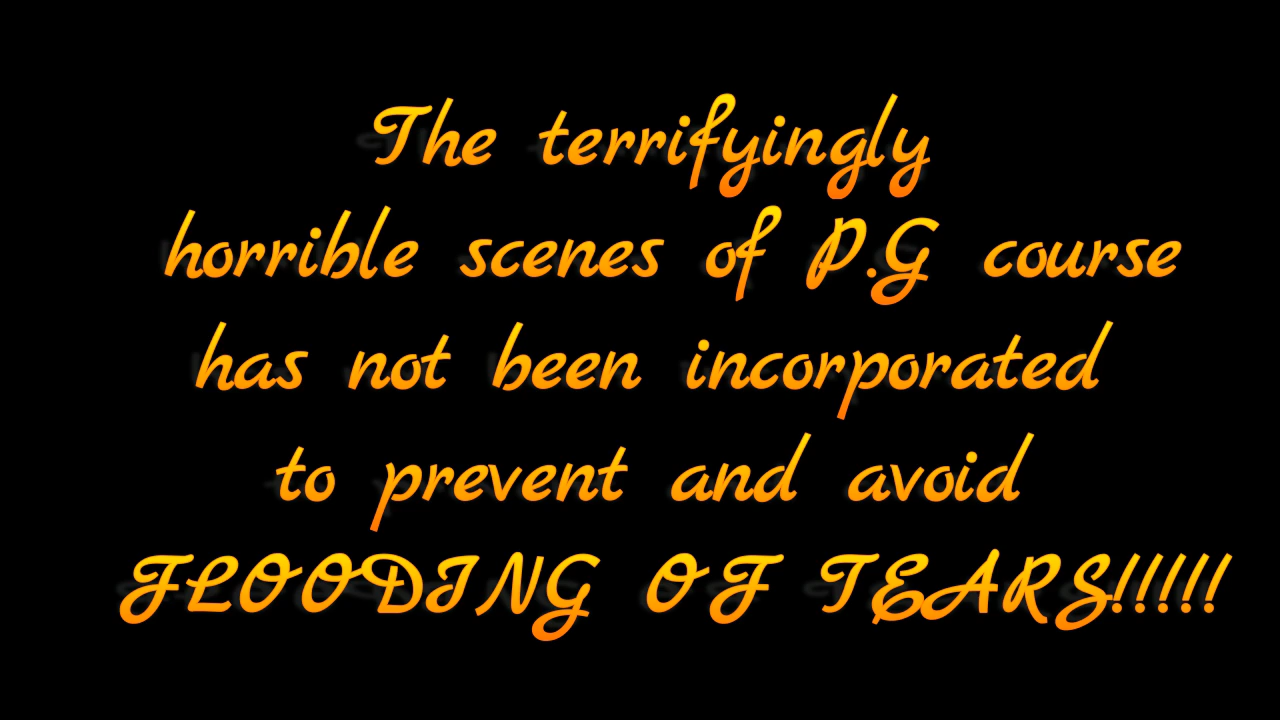 The terrifyingly
horrible scenes of P.G course
has not been incorporated
to prevent and avoid
FLOODING OF TEARS!!!!!